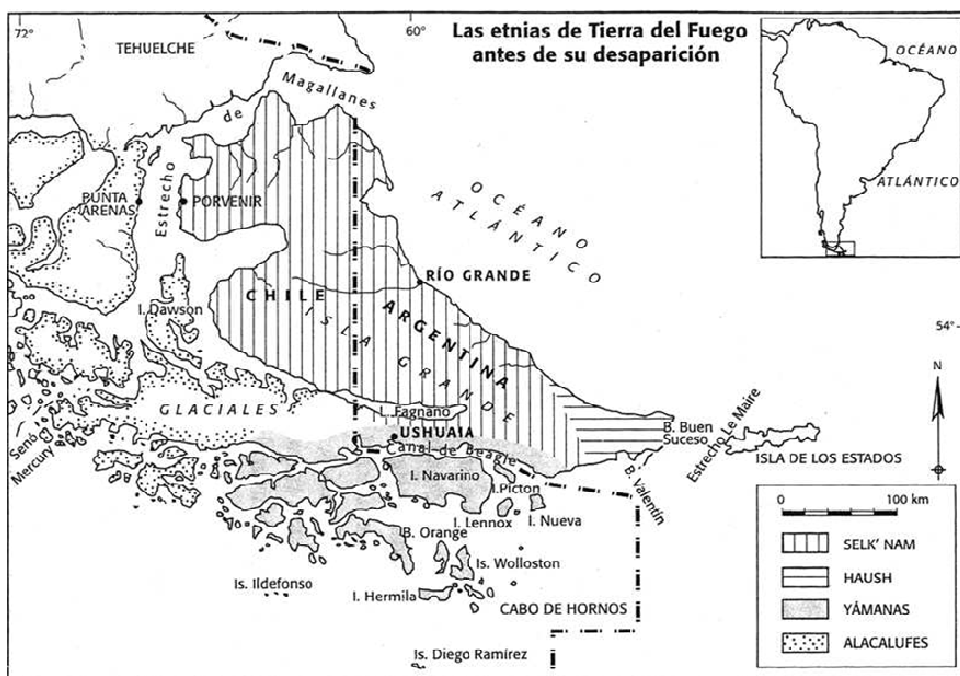 72°
60°
Las etnias de Tierra del Fuego
antes de su desaparición
TEHUELCHE
Magallanes
de
Estrecho
BUNTA
ARENAS
PORVENIR
OCÉANO
ATLÁNTICO
OCÉANO
ATLÁNTICO
RÍO GRANDE
CHILE
ARGENTINA
ISLA GRANDE
I. Dawson
54°
N
GLACIALES
L. Fagnano
USHUAIA
Canal de Beagle
B. Buen
Suceso
Estrecho Le Maire
ISLA DE LOS ESTADOS
B. Valentín
Senó
Mercury
I. Navarino
I.Picton
I. Lennox
I. Nueva
B. Orange
Is. Wolloston
Is. Ildefonso
I. Hermila
CABO DE HORNOS
Is. Diego Ramírez
0
100 km
SELK' NAM
HAUSH
YÁMANAS
ALACALUFES